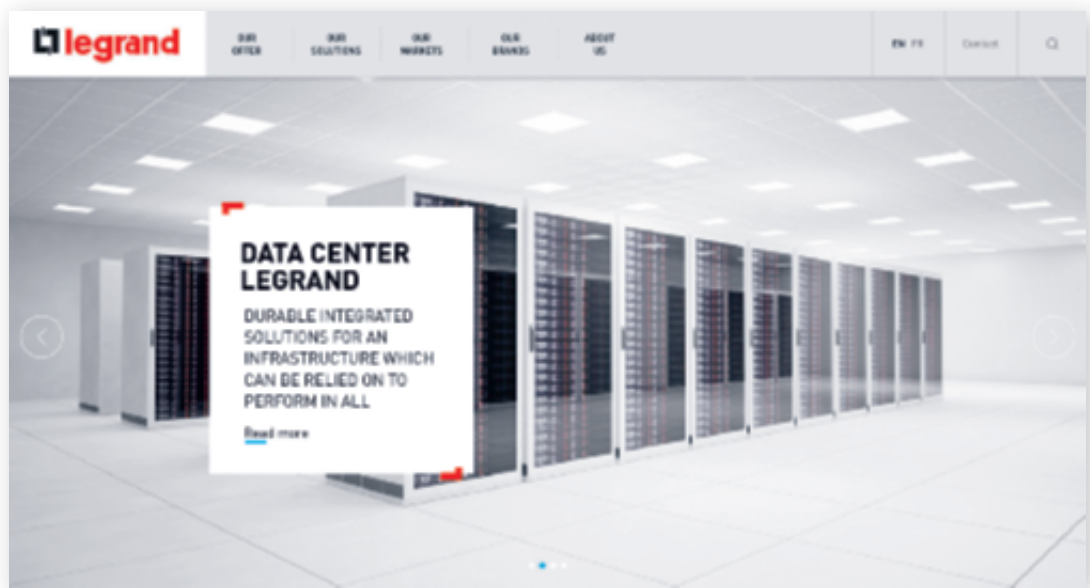 legrand
OUR
OFFER
OUR
SOLUTIONS
OUR
MARKETS
OUR
BRANDS
ABOUT
US
EN FR
Contact
DATA CENTER
LEGRAND
DURABLE INTEGRATED
SOLUTIONS FOR AN
INFRASTRUCTURE WHICH
CAN BE RELIED ON TO
PERFORM IN ALL
Read more